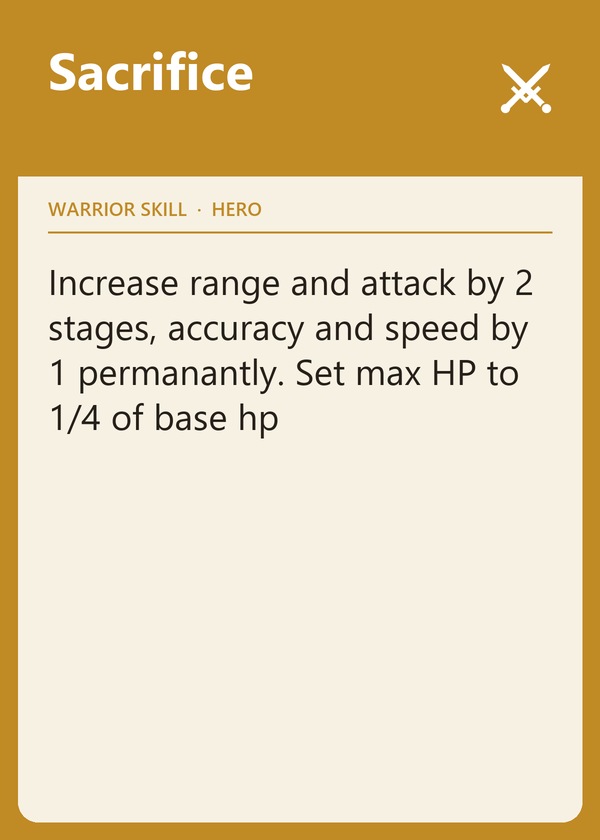 Sacrifice
WARRIOR SKILL · HERO
Increase range and attack by 2
stages, accuracy and speed by
1 permanantly. Set max HP to
1/4 of base hp